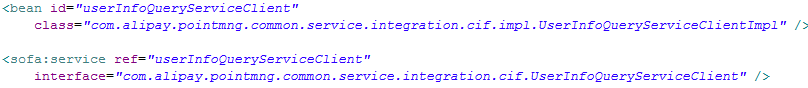 <bean id="userInfoQueryServiceClient"
class="com.alipay.pointmng.common.service.integration.cif.impl.UserInfoQueryServiceClientImpl" />
<sofa:service ref="userInfoQueryServiceClient"
interface="com.alipay.pointmng.common.service.integration.cif.UserInfoQueryServiceClient" />